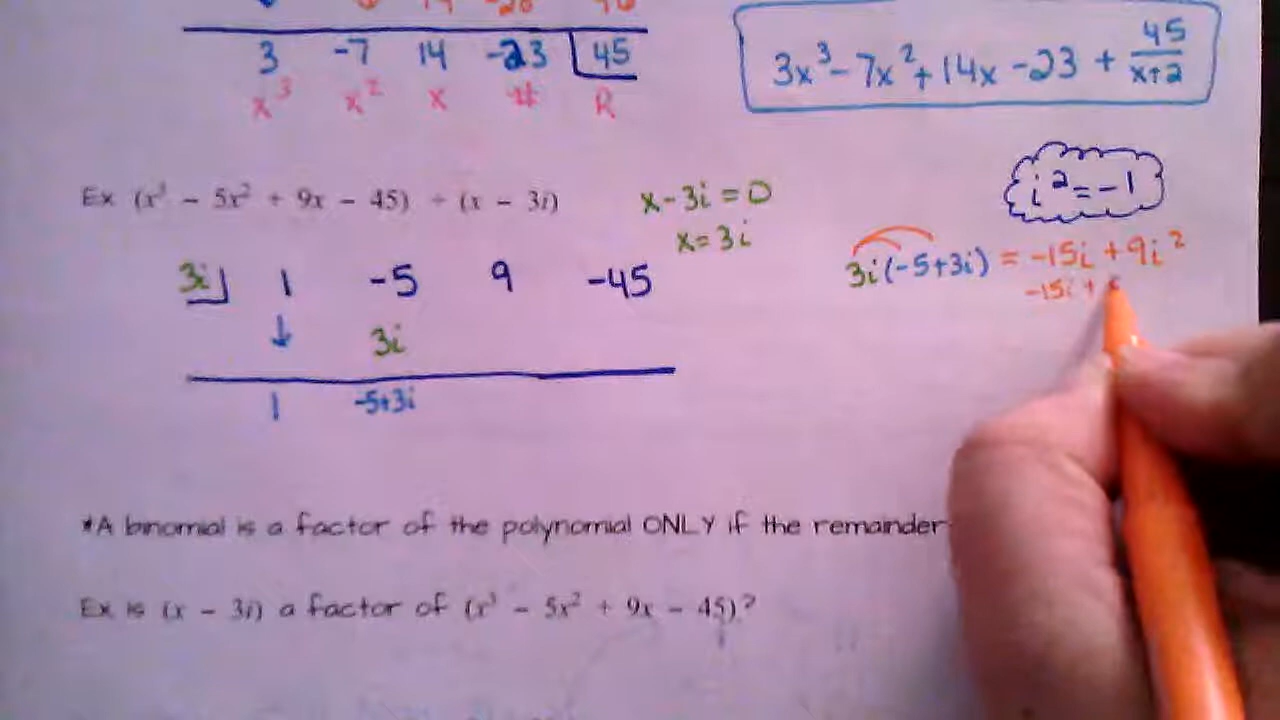 3 -7 14 -23 45
x³ x² x # R
3x³ - 7x² + 14x - 23 + 45/(x+2)
Ex (x³ - 5x² + 9x - 45) ÷ (x - 3i)
x - 3i = 0
x = 3i
i² = -1
3i(-5+3i) = -15i + 9i²
-15i +
3i 1 -5 9 -45
↓ 3i
1 -5+3i
*A binomial is a factor of the polynomial ONLY if the remainder
Ex is (x - 3i) a factor of (x³ - 5x² + 9x - 45)?